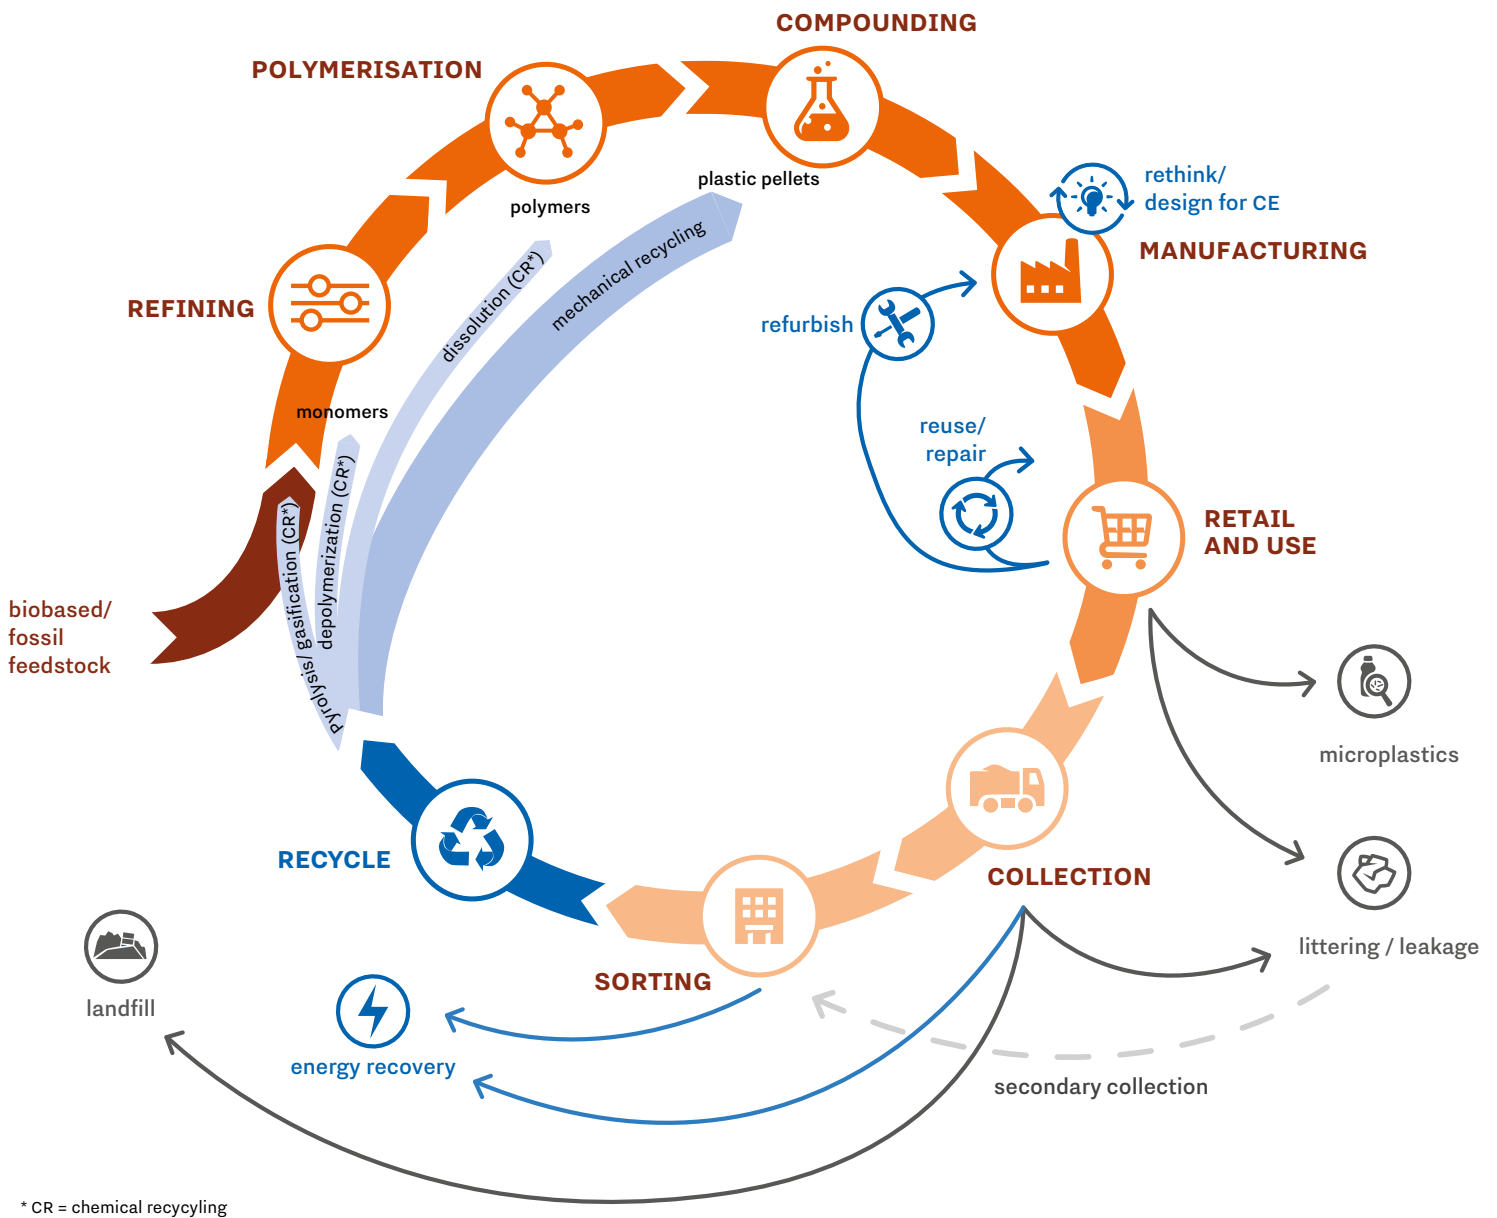 COMPOUNDING
POLYMERISATION
plastic pellets
rethink/
design for CE
polymers
MANUFACTURING
mechanical recycling
dissolution (CR*)
REFINING
refurbish
monomers
reuse/
repair
depolymerization (CR*)
Pyrolysis/ gasification (CR*)
RETAIL
AND USE
biobased/
fossil
feedstock
microplastics
RECYCLE
COLLECTION
littering / leakage
SORTING
landfill
energy recovery
secondary collection
* CR = chemical recycyling